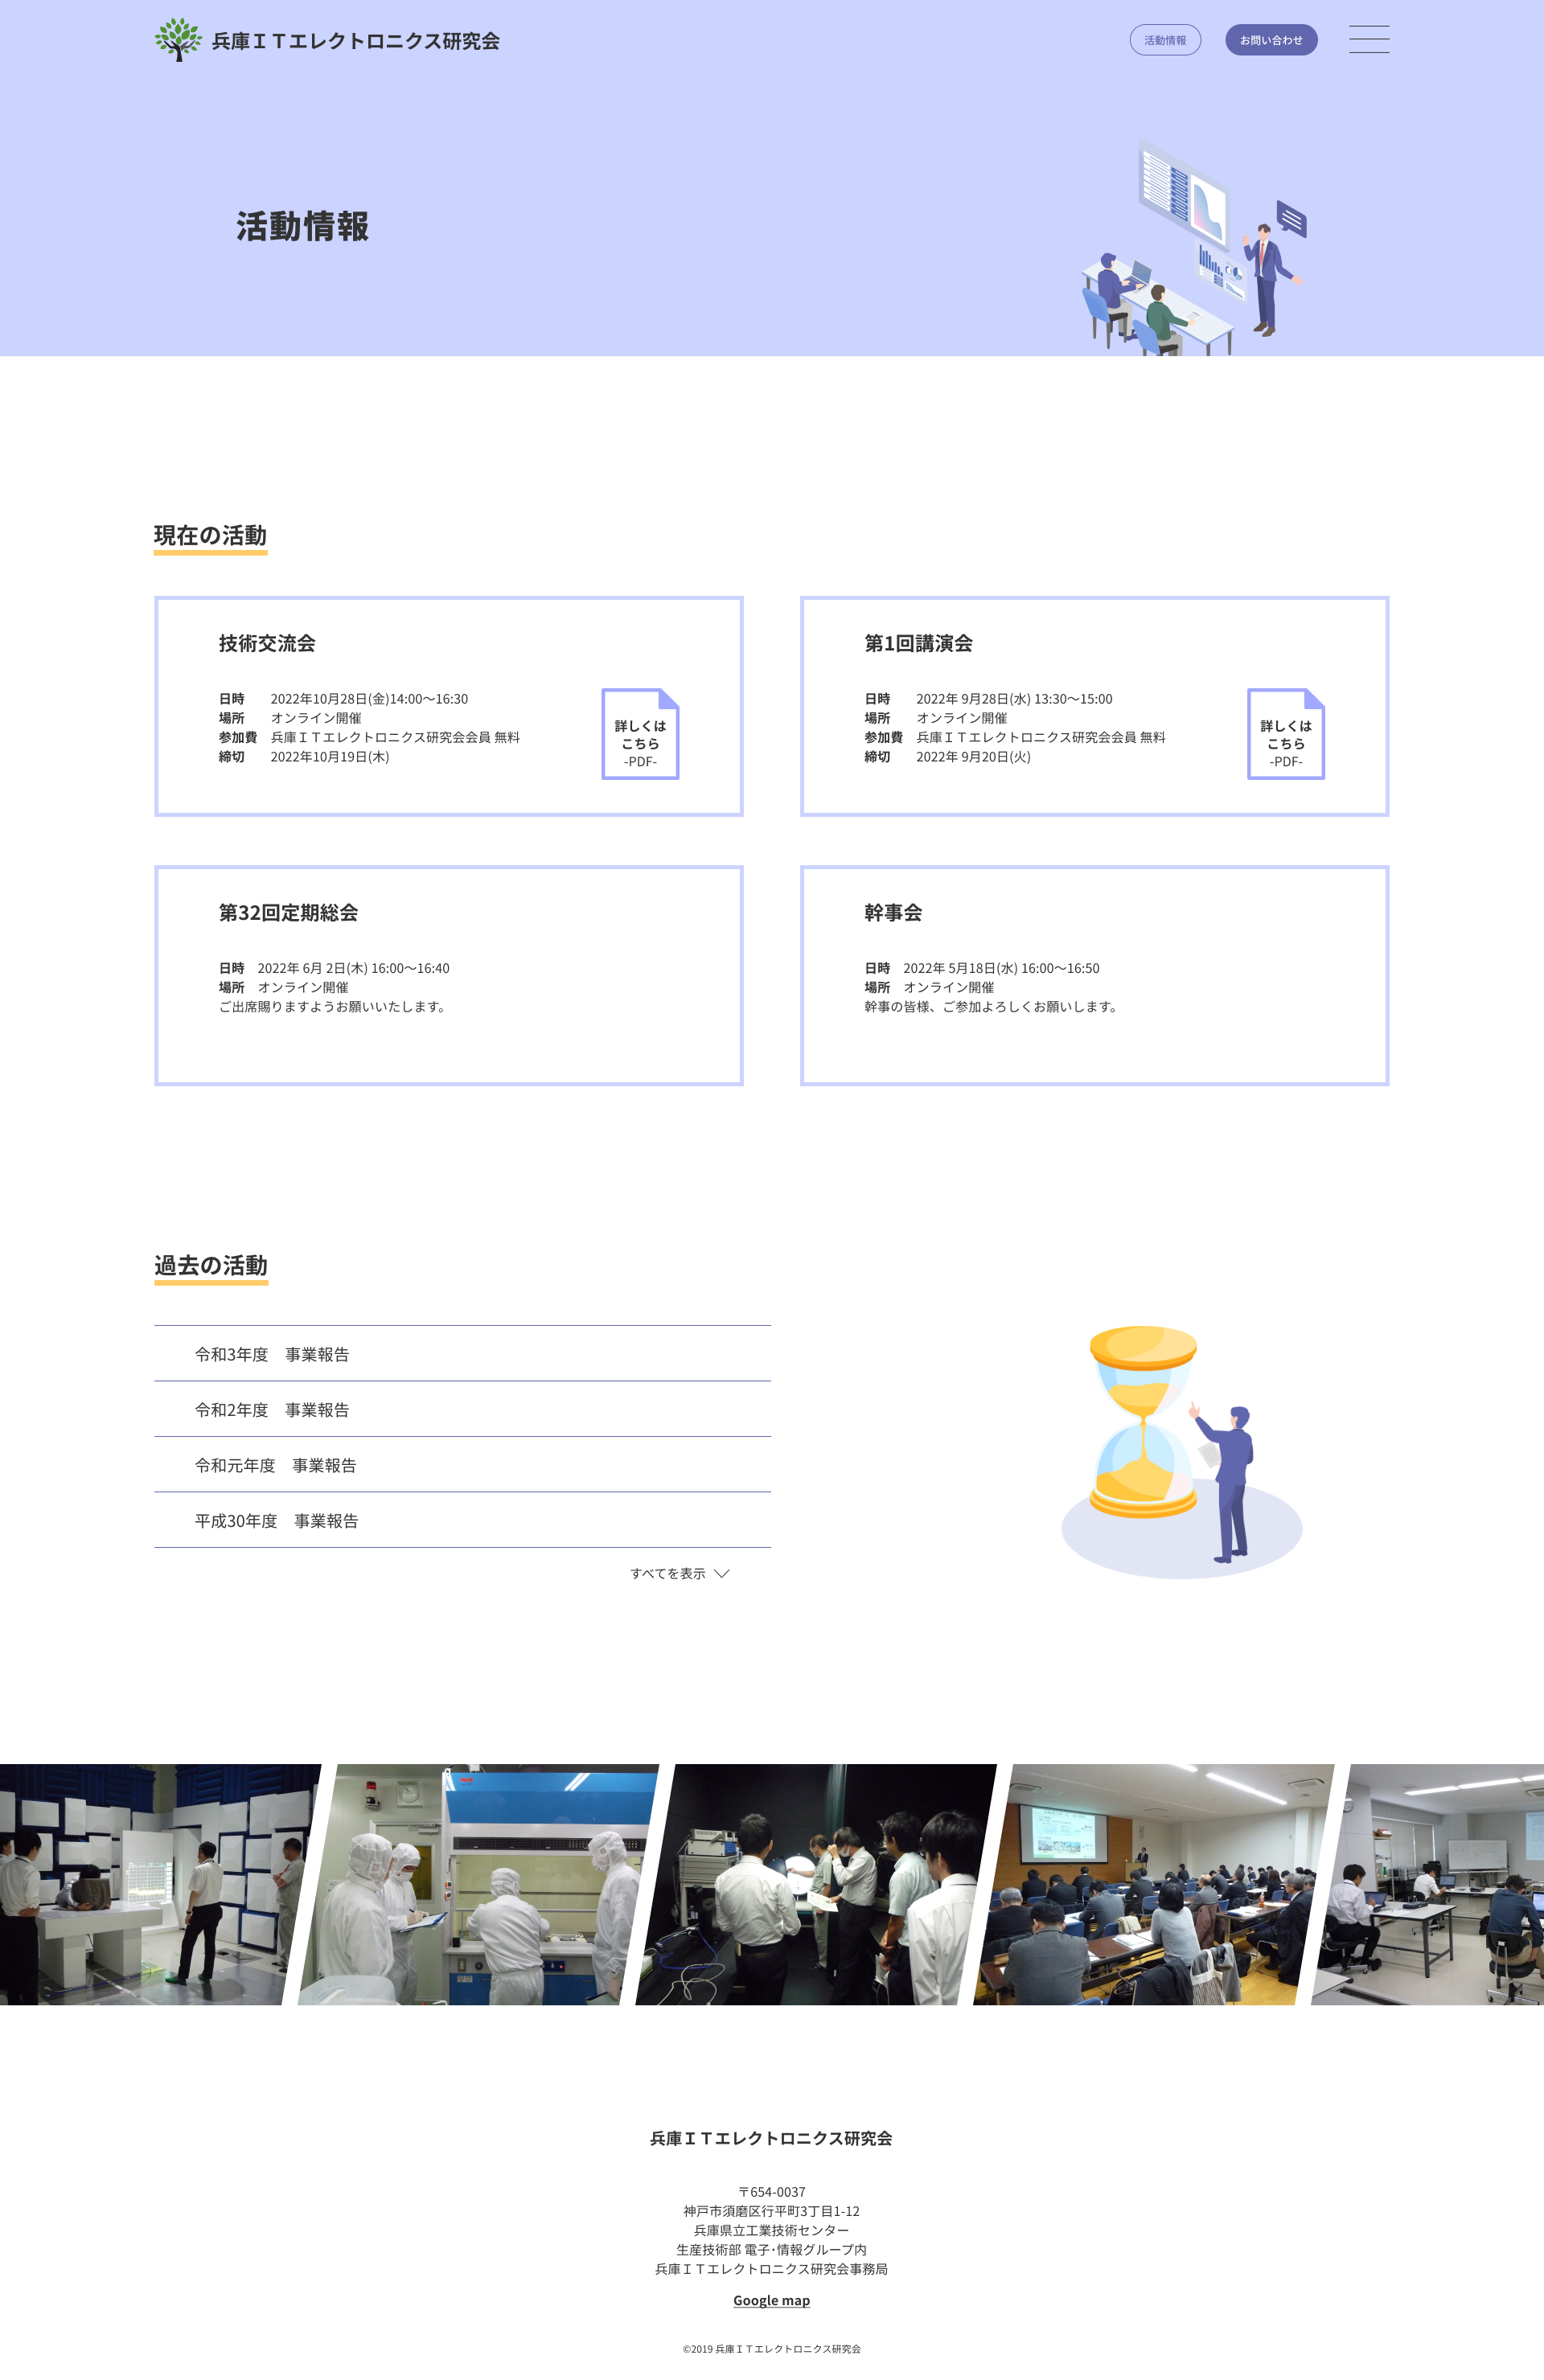 兵庫ＩＴエレクトロニクス研究会
活動情報
お問い合わせ
活動情報
現在の活動
技術交流会
日時 2022年10月28日(金)14:00〜16:30
場所 オンライン開催
参加費 兵庫ＩＴエレクトロニクス研究会会員 無料
締切 2022年10月19日(木)
詳しくは
こちら
-PDF-
第1回講演会
日時 2022年 9月28日(水) 13:30〜15:00
場所 オンライン開催
参加費 兵庫ＩＴエレクトロニクス研究会会員 無料
締切 2022年 9月20日(火)
詳しくは
こちら
-PDF-
第32回定期総会
日時 2022年 6月 2日(木) 16:00〜16:40
場所 オンライン開催
ご出席賜りますようお願いいたします。
幹事会
日時 2022年 5月18日(水) 16:00〜16:50
場所 オンライン開催
幹事の皆様、ご参加よろしくお願いします。
過去の活動
令和3年度　事業報告
令和2年度　事業報告
令和元年度　事業報告
平成30年度　事業報告
すべてを表示
兵庫ＩＴエレクトロニクス研究会
〒654-0037
神戸市須磨区行平町3丁目1-12
兵庫県立工業技術センター
生産技術部 電子･情報グループ内
兵庫ＩＴエレクトロニクス研究会事務局
Google map
©2019 兵庫ＩＴエレクトロニクス研究会